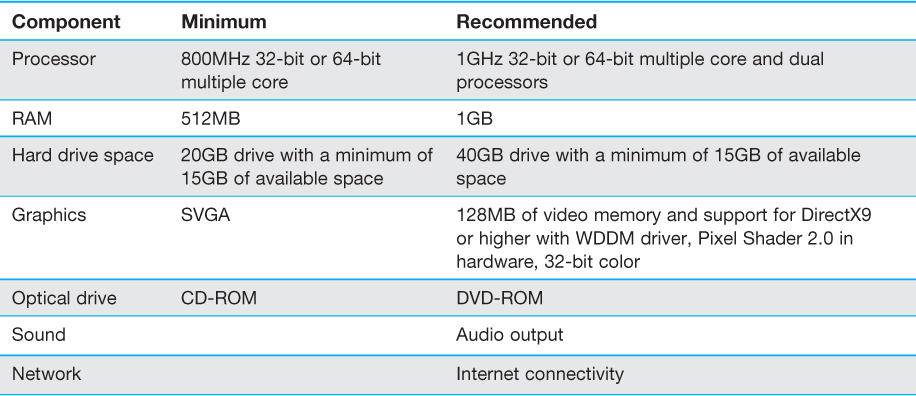 Component Minimum Recommended
Processor 800MHz 32-bit or 64-bit 1GHz 32-bit or 64-bit multiple core and dual
multiple core processors
RAM 512MB 1GB
Hard drive space 20GB drive with a minimum of 40GB drive with a minimum of 15GB of available
15GB of available space space
Graphics SVGA 128MB of video memory and support for DirectX9
or higher with WDDM driver, Pixel Shader 2.0 in
hardware, 32-bit color
Optical drive CD-ROM DVD-ROM
Sound Audio output
Network Internet connectivity